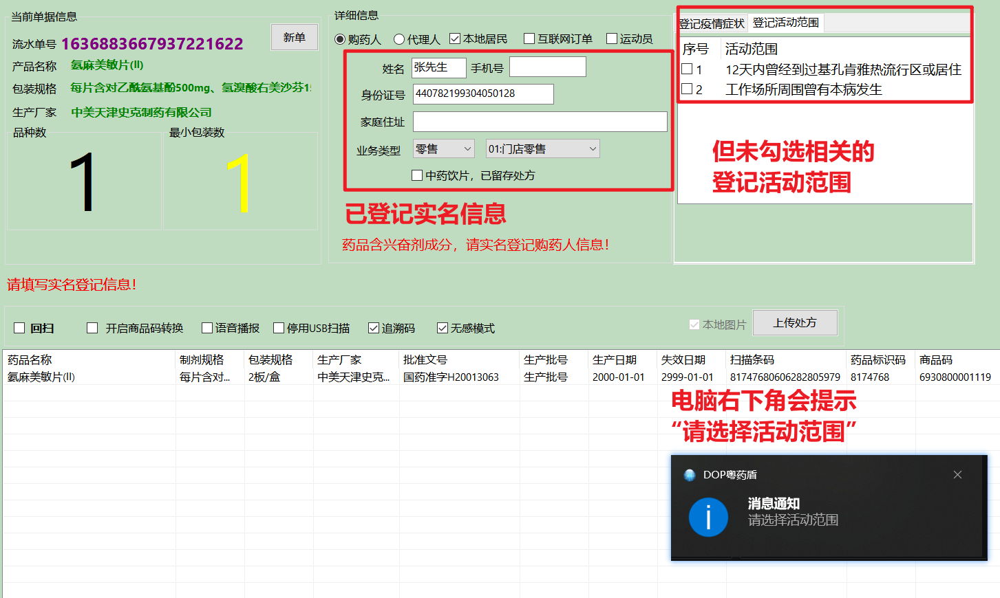 当前单据信息
流水单号 1636883667937221622
新单
产品名称 氨麻美敏片(II)
包装规格 每片含对乙酰氨基酚500mg、氢溴酸右美沙芬15
生产厂家 中美天津史克制药有限公司
品种数 最小包装数
1 1
详细信息
购药人 代理人 本地居民 互联网订单 运动员
姓名 张先生 手机号
身份证号 440782199304050128
家庭住址
业务类型 零售 01:门店零售
中药饮片，已留存处方
已登记实名信息
药品含兴奋剂成分，请实名登记购药人信息！
登记疫情症状 登记活动范围
序号 活动范围
1 12天内曾经到过基孔肯雅热流行区或居住
2 工作场所周围曾有本病发生
但未勾选相关的
登记活动范围
请填写实名登记信息！
回扫 开启商品码转换 语音播报 停用USB扫描 追溯码 无感模式 本地图片 上传处方
药品名称 制剂规格 包装规格 生产厂家 批准文号 生产批号 生产日期 失效日期 扫描条码 药品标识码 商品码
氨麻美敏片(II) 每片含对... 2板/盒 中美天津史克... 国药准字H20013063 生产批号 2000-01-01 2999-01-01 81747680606282805979 8174768 6930800001119
电脑右下角会提示
“请选择活动范围”
DOP粤药盾
消息通知
请选择活动范围